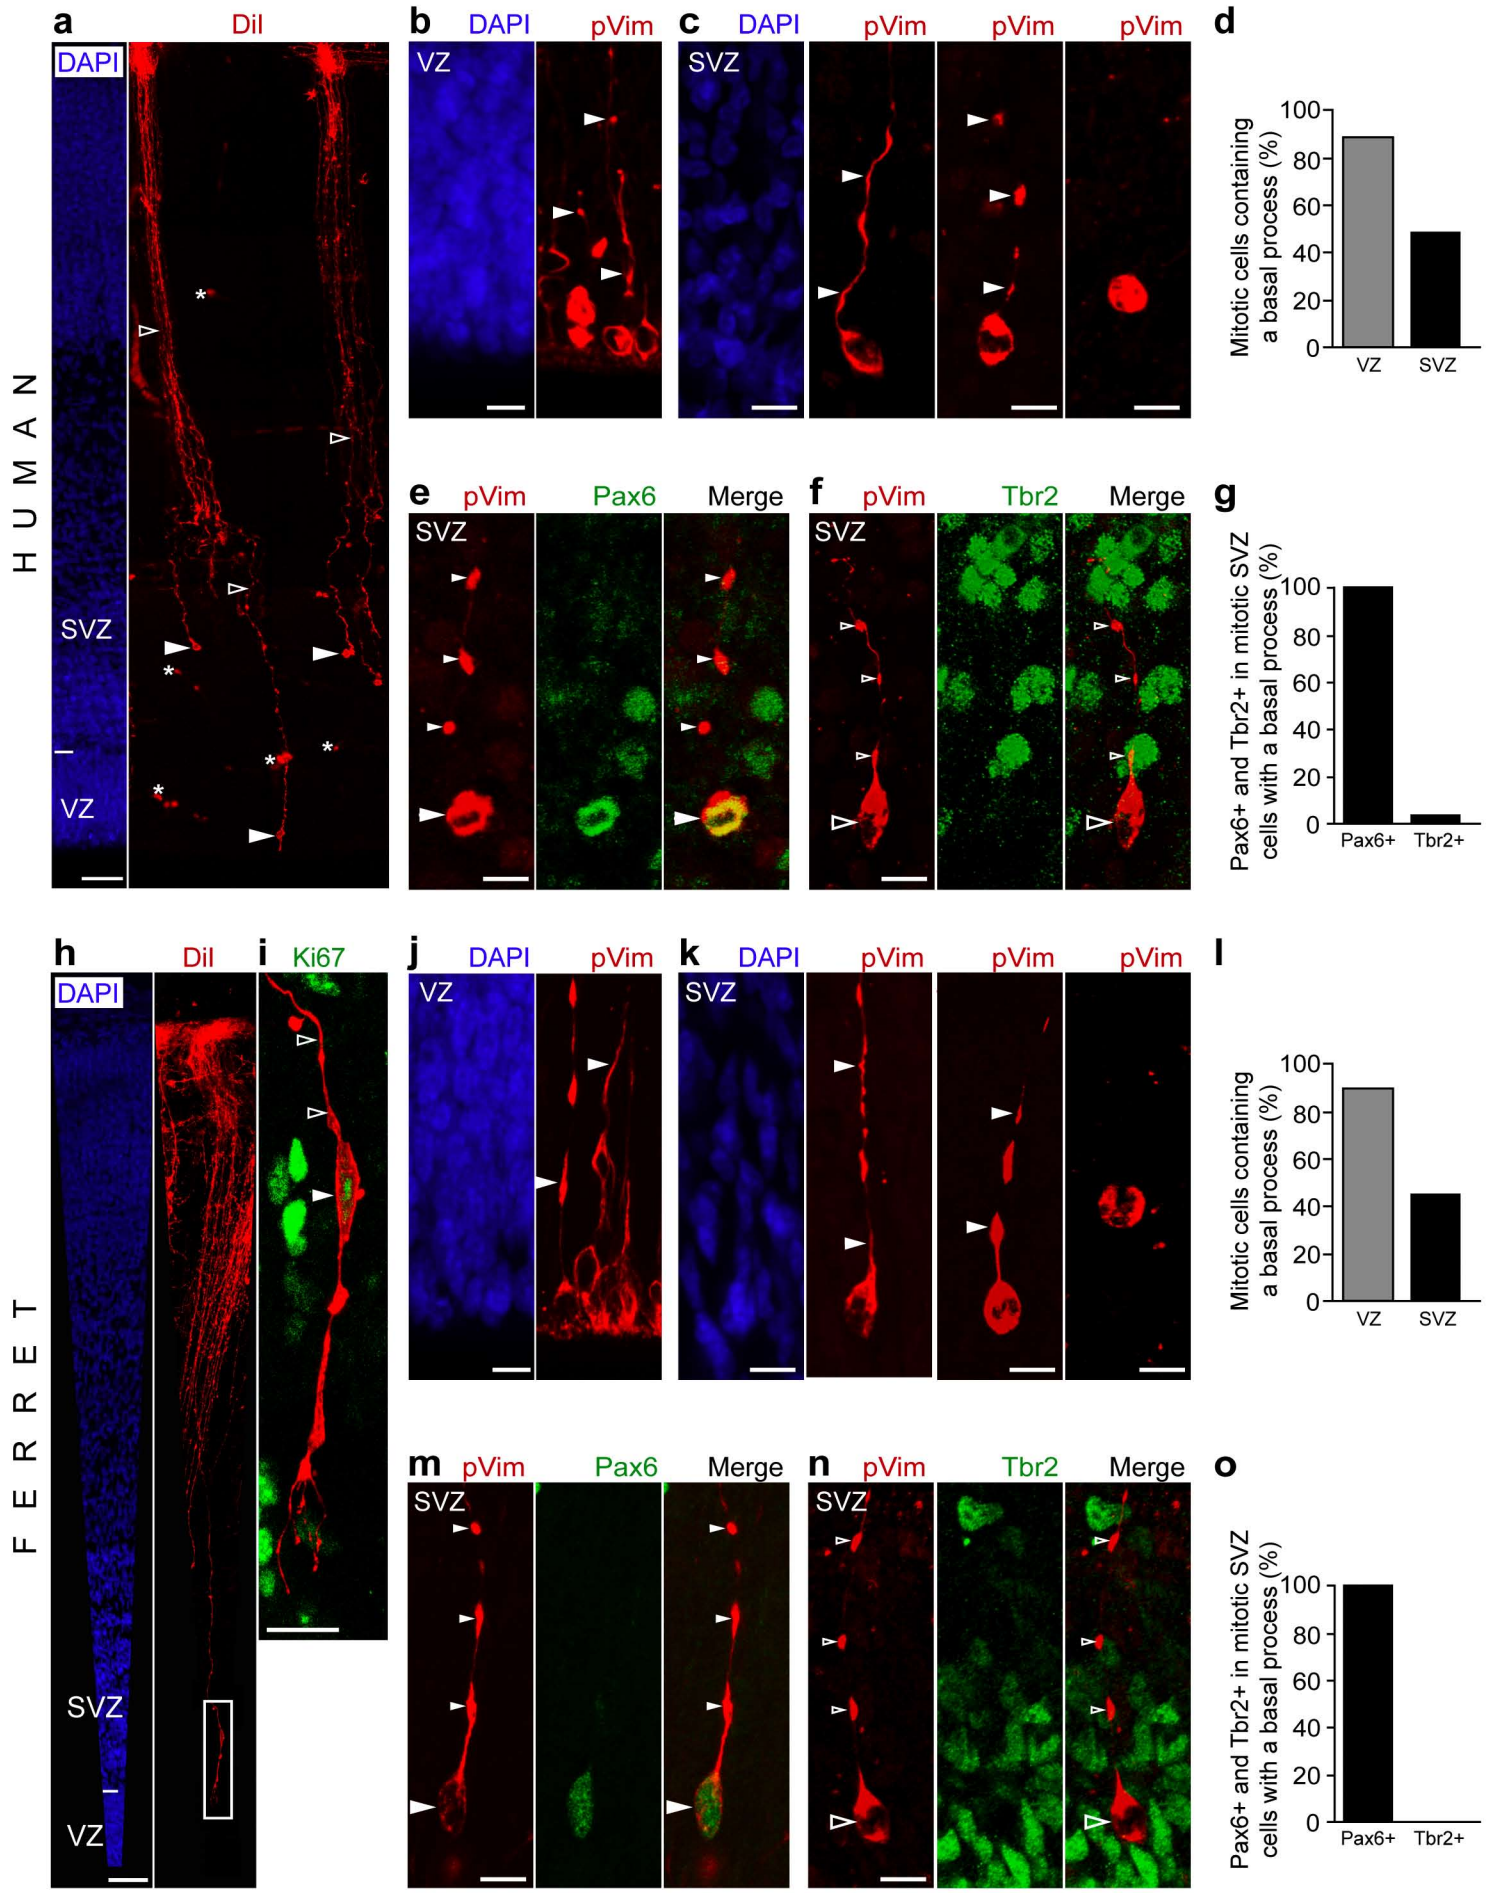 a
DiI
DAPI
SVZ
VZ
b
DAPI
pVim
VZ
c
DAPI
pVim
pVim
pVim
SVZ
d
Mitotic cells containing
a basal process (%)
100
80
60
40
20
0
VZ
SVZ
HUMAN
e
pVim
Pax6
Merge
SVZ
f
pVim
Tbr2
Merge
SVZ
g
Pax6+ and Tbr2+ in mitotic SVZ
cells with a basal process (%)
100
80
60
40
20
0
Pax6+
Tbr2+
h
DiI
DAPI
SVZ
VZ
i
Ki67
j
DAPI
pVim
VZ
k
DAPI
pVim
pVim
pVim
SVZ
l
Mitotic cells containing
a basal process (%)
100
80
60
40
20
0
VZ
SVZ
FERRET
m
pVim
Pax6
Merge
SVZ
n
pVim
Tbr2
Merge
SVZ
o
Pax6+ and Tbr2+ in mitotic SVZ
cells with a basal process (%)
100
80
60
40
20
0
Pax6+
Tbr2+